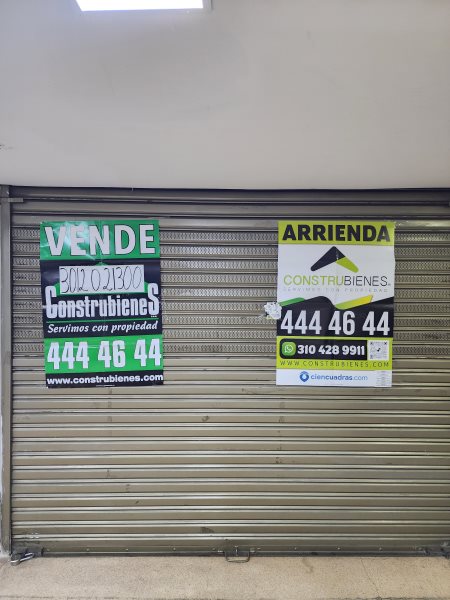 VENDE
3012021300
Construbienes
Servimos con propiedad
444 46 44
www.construbienes.com
ARRIENDA
CONSTRUBIENES
SERVIMOS CON PROPIEDAD
444 46 44
310 428 9911
WWW.CONSTRUBIENES.COM
ciencuadras.com